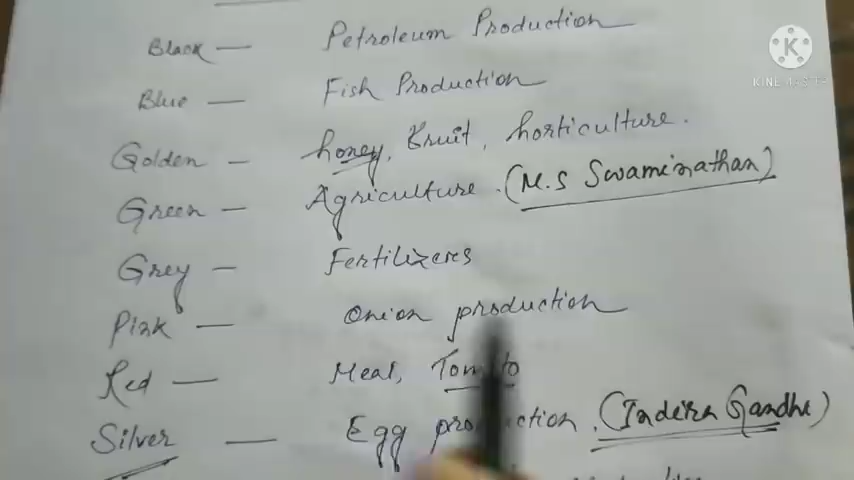 Black — Petroleum Production
Blue — Fish Production
Golden — honey, Fruit, horticulture.
Green — Agriculture. (M.S Swaminathan)
Grey — Fertilizers
Pink — Onion production
Red — Meat, Tomato
Silver — Egg production. (Indira Gandhi)
K
KINEMASTER